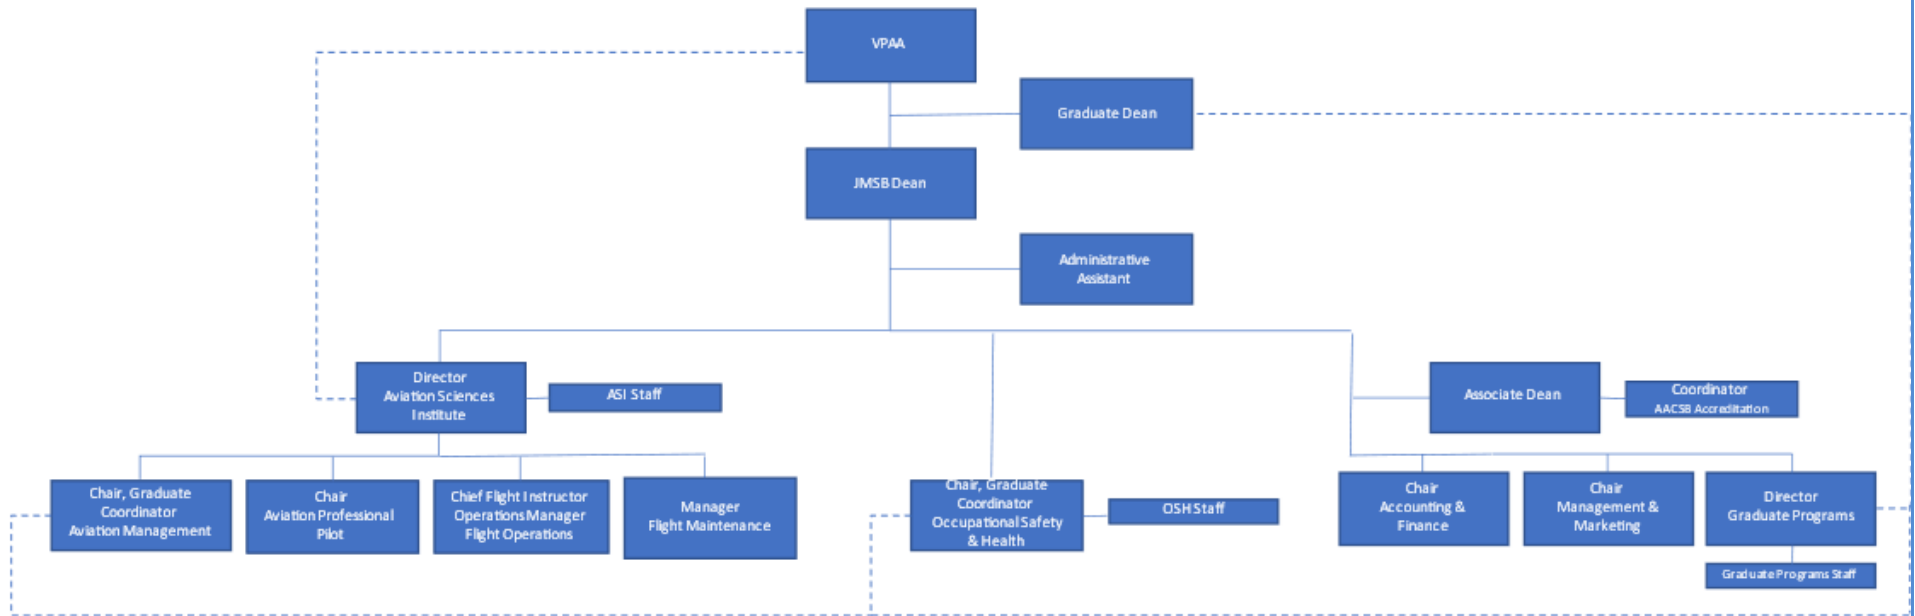 VPAA
Graduate Dean
JMSB Dean
Administrative
Assistant
Director
Aviation Sciences
Institute
ASI Staff
Associate Dean
Coordinator
AACSB Accreditation
Chair, Graduate
Coordinator
Aviation Management
Chair
Aviation Professional
Pilot
Chief Flight Instructor
Operations Manager
Flight Operations
Manager
Flight Maintenance
Chair, Graduate
Coordinator
Occupational Safety
& Health
OSH Staff
Chair
Accounting &
Finance
Chair
Management &
Marketing
Director
Graduate Programs
Graduate Programs Staff